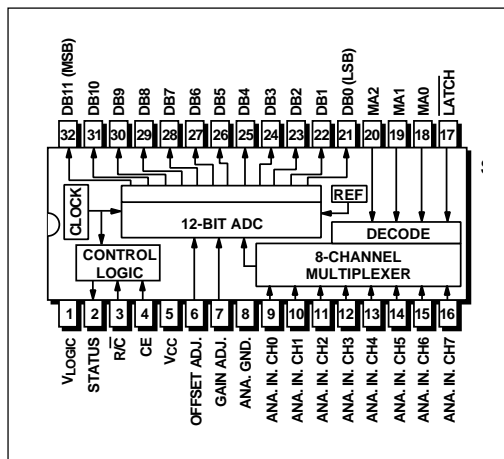 DB11 (MSB)
DB10
DB9
DB8
DB7
DB6
DB5
DB4
DB3
DB2
DB1
DB0 (LSB)
MA2
MA1
MA0
LATCH
32 31 30 29 28 27 26 25 24 23 22 21 20 19 18 17
CLOCK
REF
12-BIT ADC
DECODE
CONTROL
LOGIC
8-CHANNEL
MULTIPLEXER
1 2 3 4 5 6 7 8 9 10 11 12 13 14 15 16
VLOGIC
STATUS
R/C
CE
VCC
OFFSET ADJ.
GAIN ADJ.
ANA. GND.
ANA. IN. CH0
ANA. IN. CH1
ANA. IN. CH2
ANA. IN. CH3
ANA. IN. CH4
ANA. IN. CH5
ANA. IN. CH6
ANA. IN. CH7